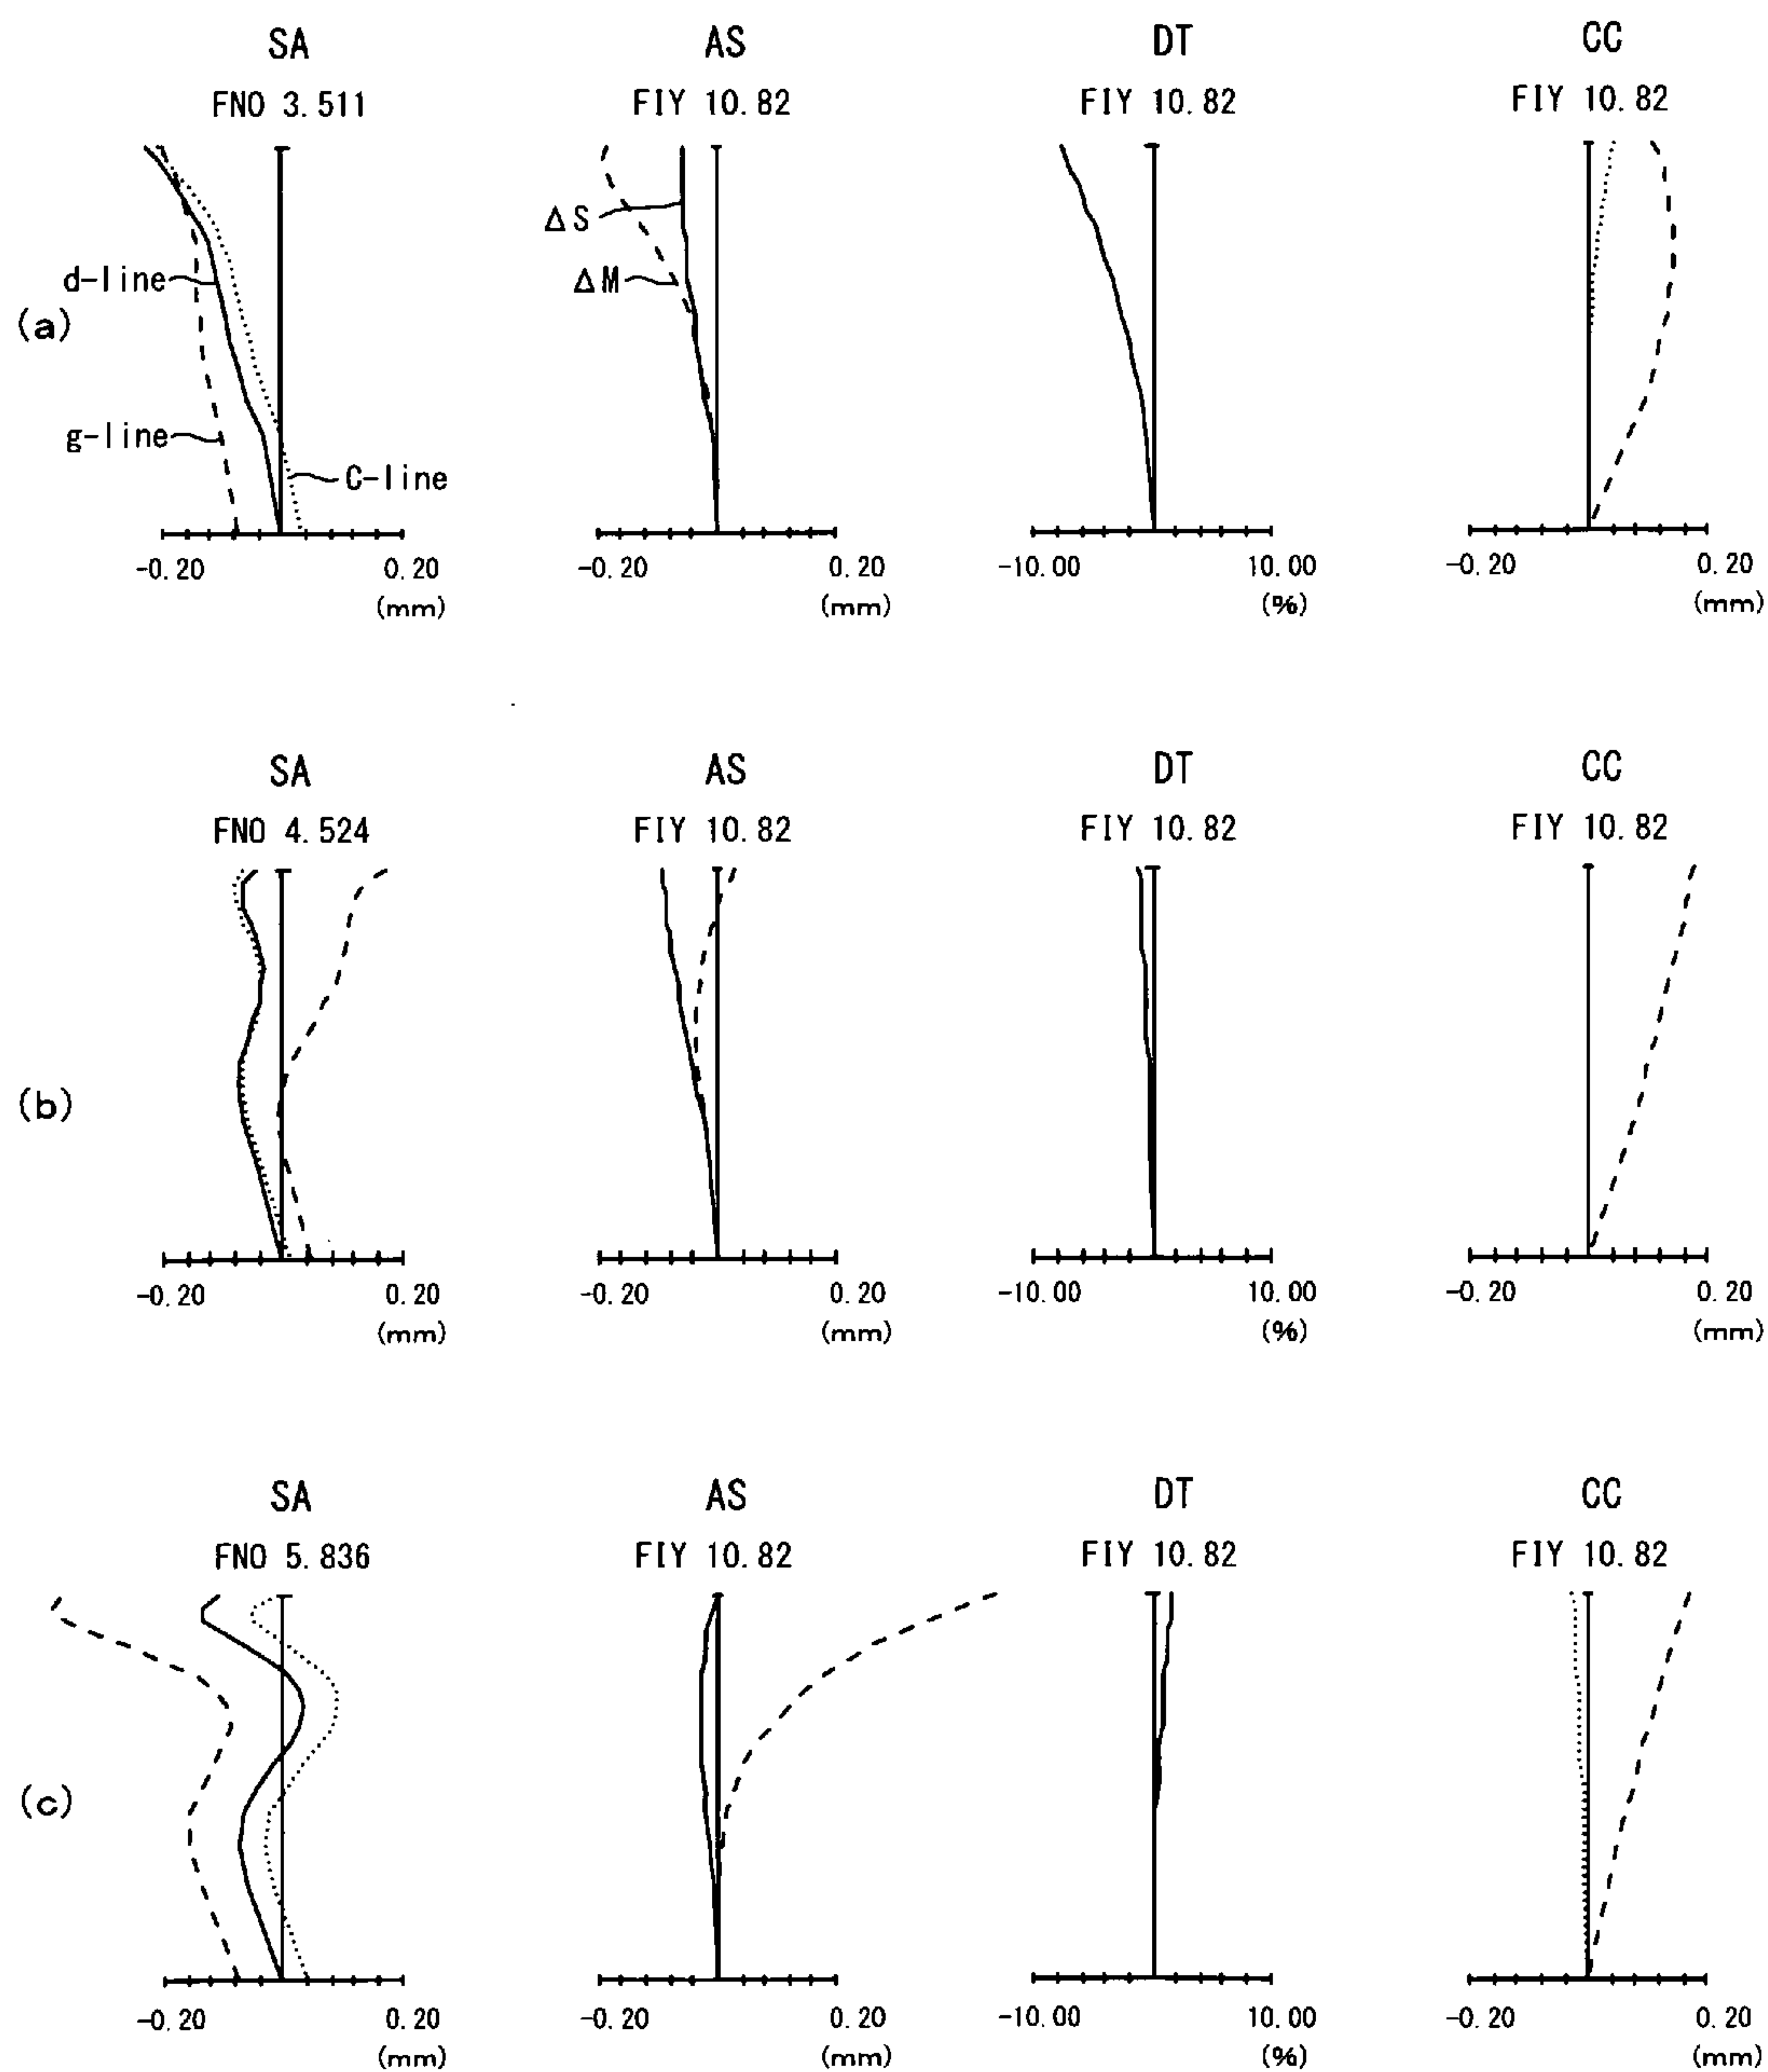 SA AS DT CC
FNO 3.511 FIY 10.82 FIY 10.82 FIY 10.82
ΔS
d-line ΔM
(a)
g-line
C-line
-0.20 0.20 -0.20 0.20 -10.00 10.00 -0.20 0.20
(mm) (mm) (%) (mm)
SA AS DT CC
FNO 4.524 FIY 10.82 FIY 10.82 FIY 10.82
(b)
-0.20 0.20 -0.20 0.20 -10.00 10.00 -0.20 0.20
(mm) (mm) (%) (mm)
SA AS DT CC
FNO 5.836 FIY 10.82 FIY 10.82 FIY 10.82
(c)
-0.20 0.20 -0.20 0.20 -10.00 10.00 -0.20 0.20
(mm) (mm) (%) (mm)